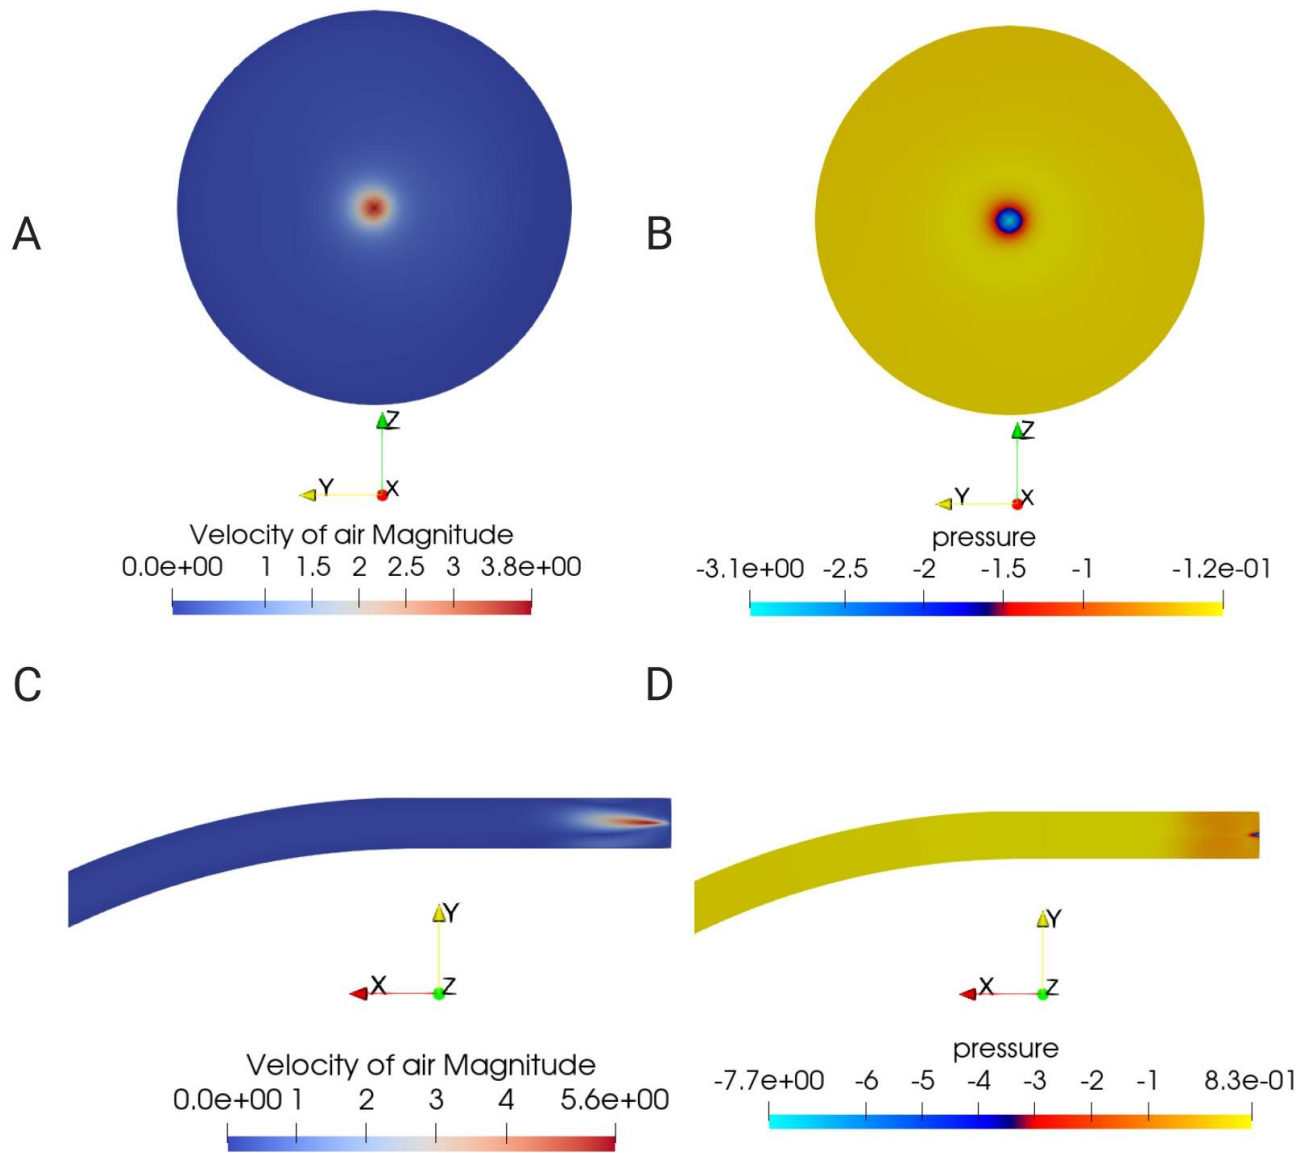 A
B
Z
Y X
Velocity of air Magnitude
0.0e+00 1 1.5 2 2.5 3 3.8e+00
Z
Y X
pressure
-3.1e+00 -2.5 -2 -1.5 -1 -1.2e-01
C
D
Y
X Z
Velocity of air Magnitude
0.0e+00 1 2 3 4 5.6e+00
Y
X Z
pressure
-7.7e+00 -6 -5 -4 -3 -2 -1 8.3e-01